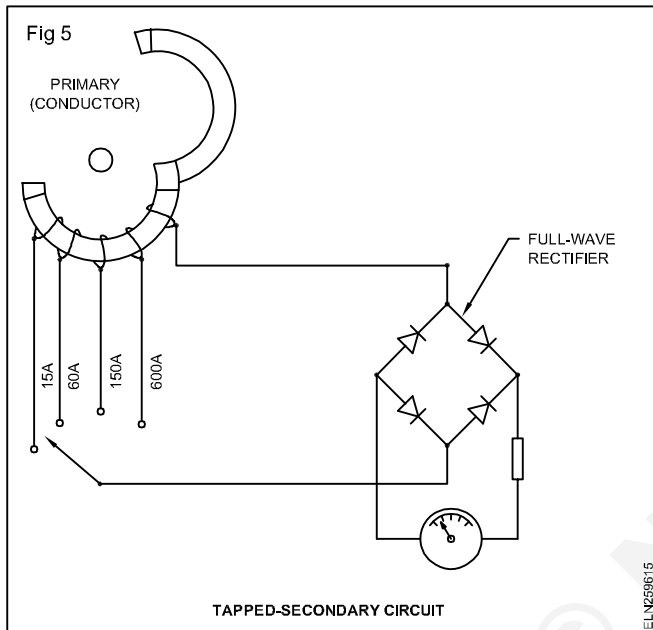 Fig 5
PRIMARY
(CONDUCTOR)
FULL-WAVE
RECTIFIER
15A
60A
150A
600A
TAPPED-SECONDARY CIRCUIT
ELN259615